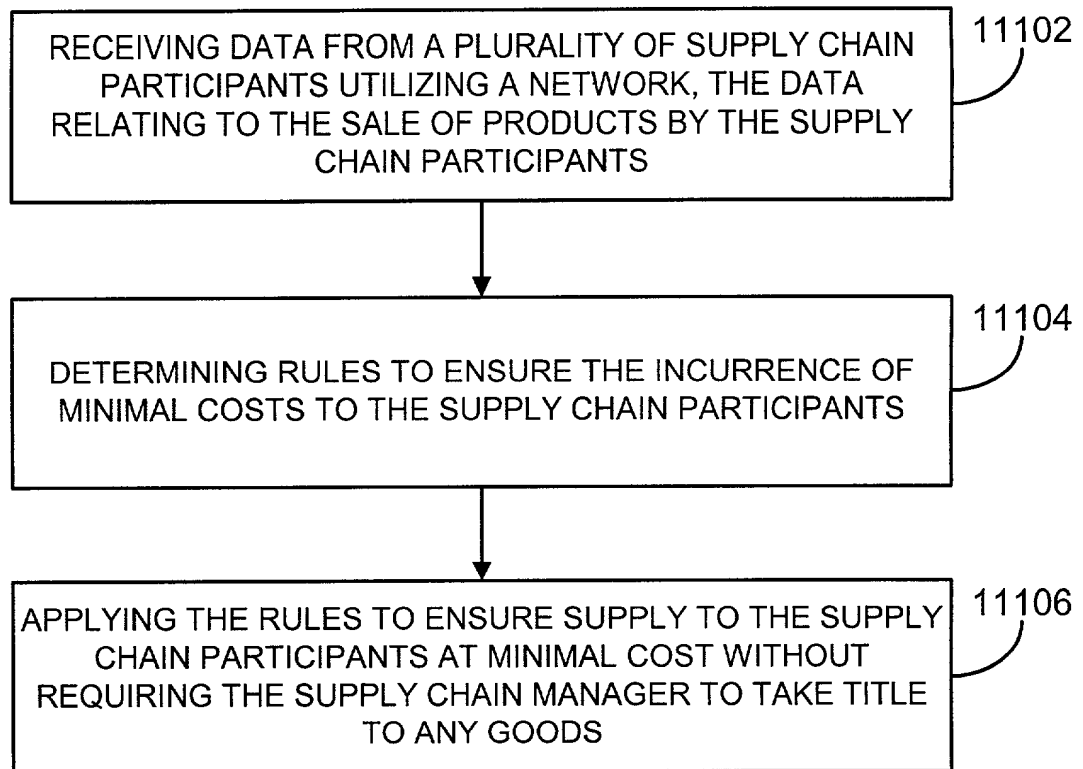 RECEIVING DATA FROM A PLURALITY OF SUPPLY CHAIN
PARTICIPANTS UTILIZING A NETWORK, THE DATA
RELATING TO THE SALE OF PRODUCTS BY THE SUPPLY
CHAIN PARTICIPANTS
11102
DETERMINING RULES TO ENSURE THE INCURRENCE OF
MINIMAL COSTS TO THE SUPPLY CHAIN PARTICIPANTS
11104
APPLYING THE RULES TO ENSURE SUPPLY TO THE SUPPLY
CHAIN PARTICIPANTS AT MINIMAL COST WITHOUT
REQUIRING THE SUPPLY CHAIN MANAGER TO TAKE TITLE
TO ANY GOODS
11106